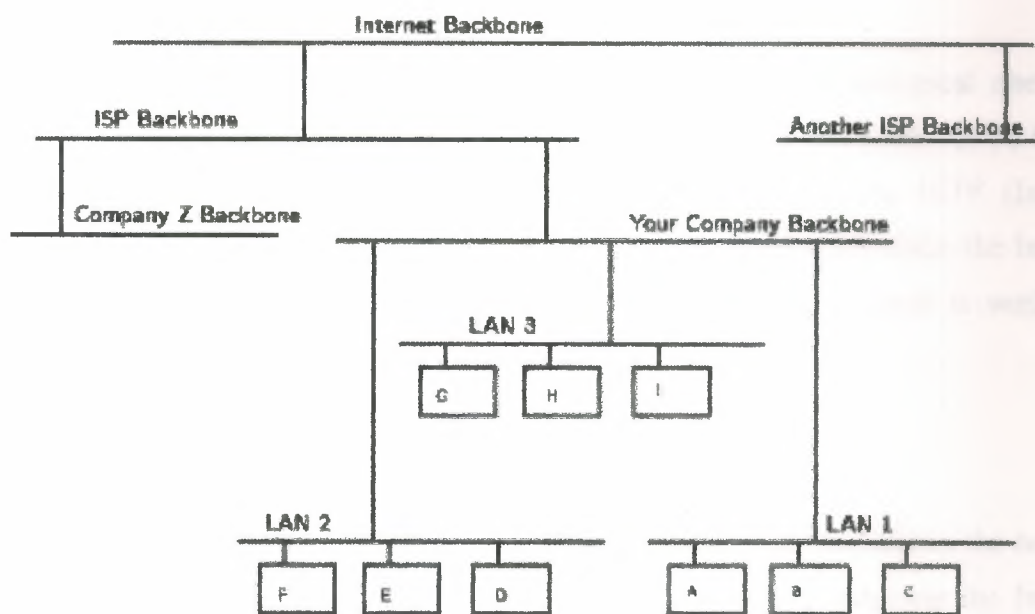 Internet Backbone
ISP Backbone
Another ISP Backbone
Company Z Backbone
Your Company Backbone
LAN 3
G H I
LAN 2
LAN 1
F E D A B C